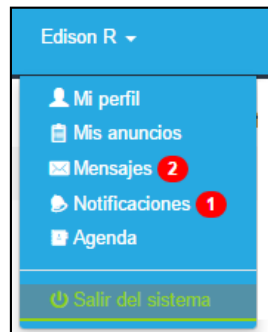 Edison R
Mi perfil
Mis anuncios
Mensajes 2
Notificaciones 1
Agenda
Salir del sistema